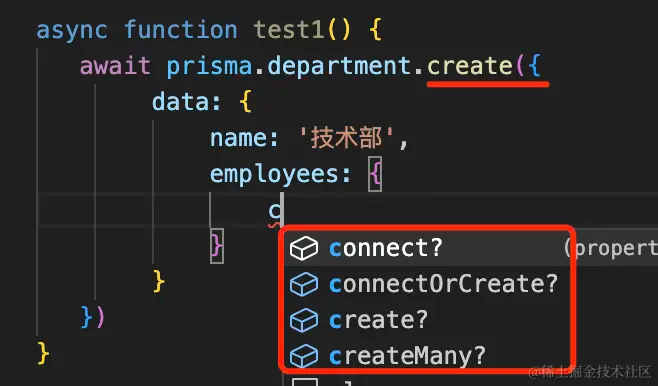 async function test1() {
await prisma.department.create({
data: {
name: '技术部',
employees: {
c
}
connect? (proper
connectOrCreate?
}
create?
})
createMany?
}
@稀土掘金技术社区